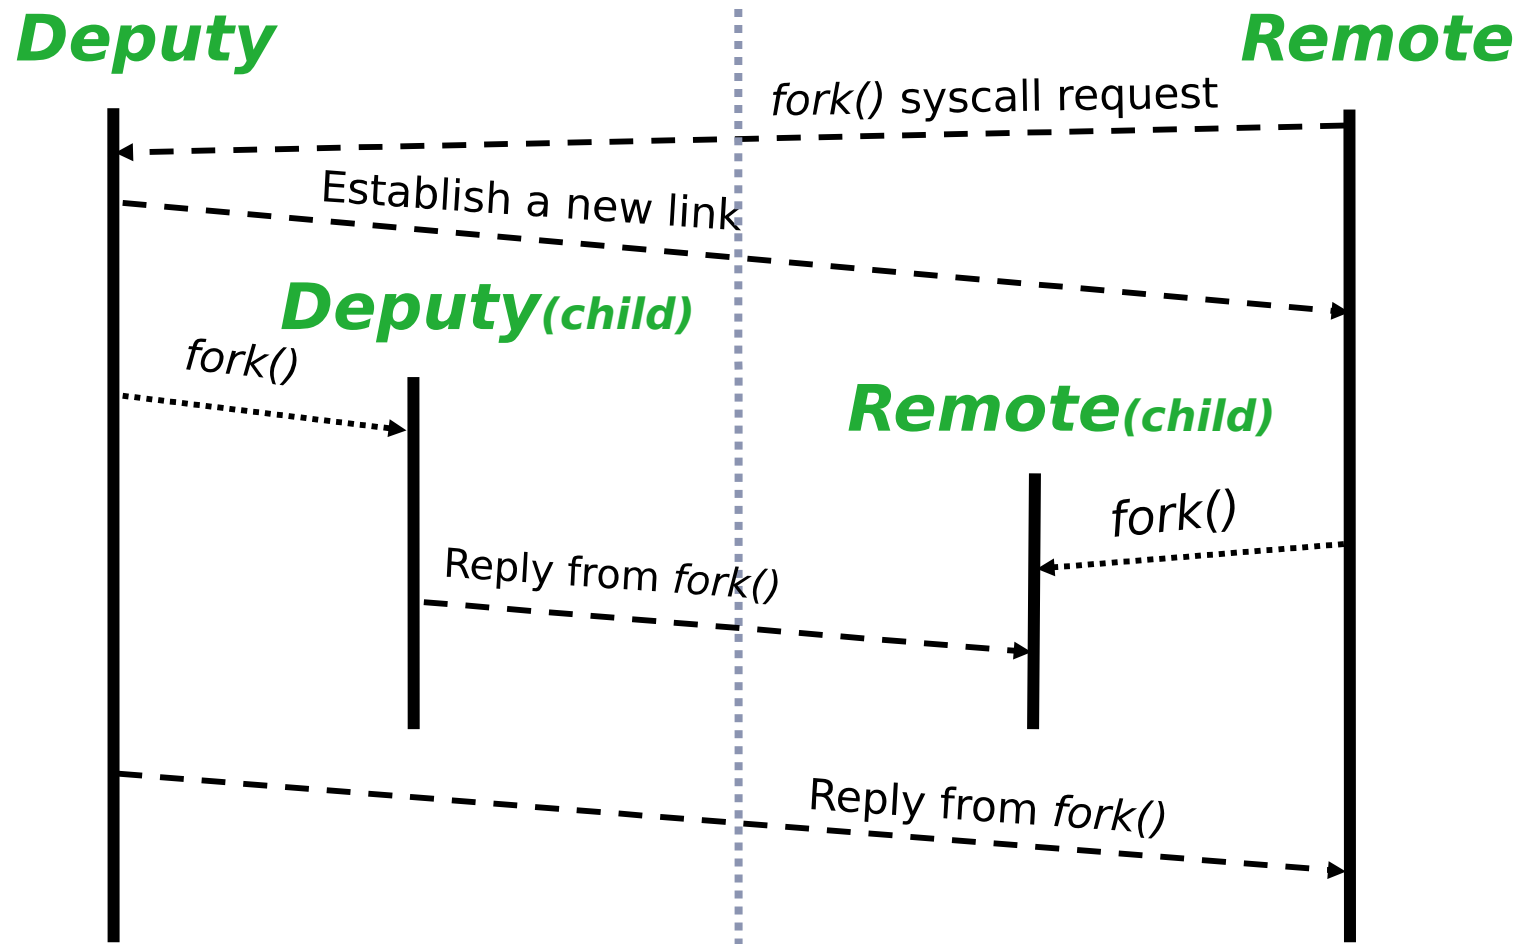 Deputy
Remote
fork() syscall request
Establish a new link
Deputy(child)
fork()
Remote(child)
fork()
Reply from fork()
Reply from fork()